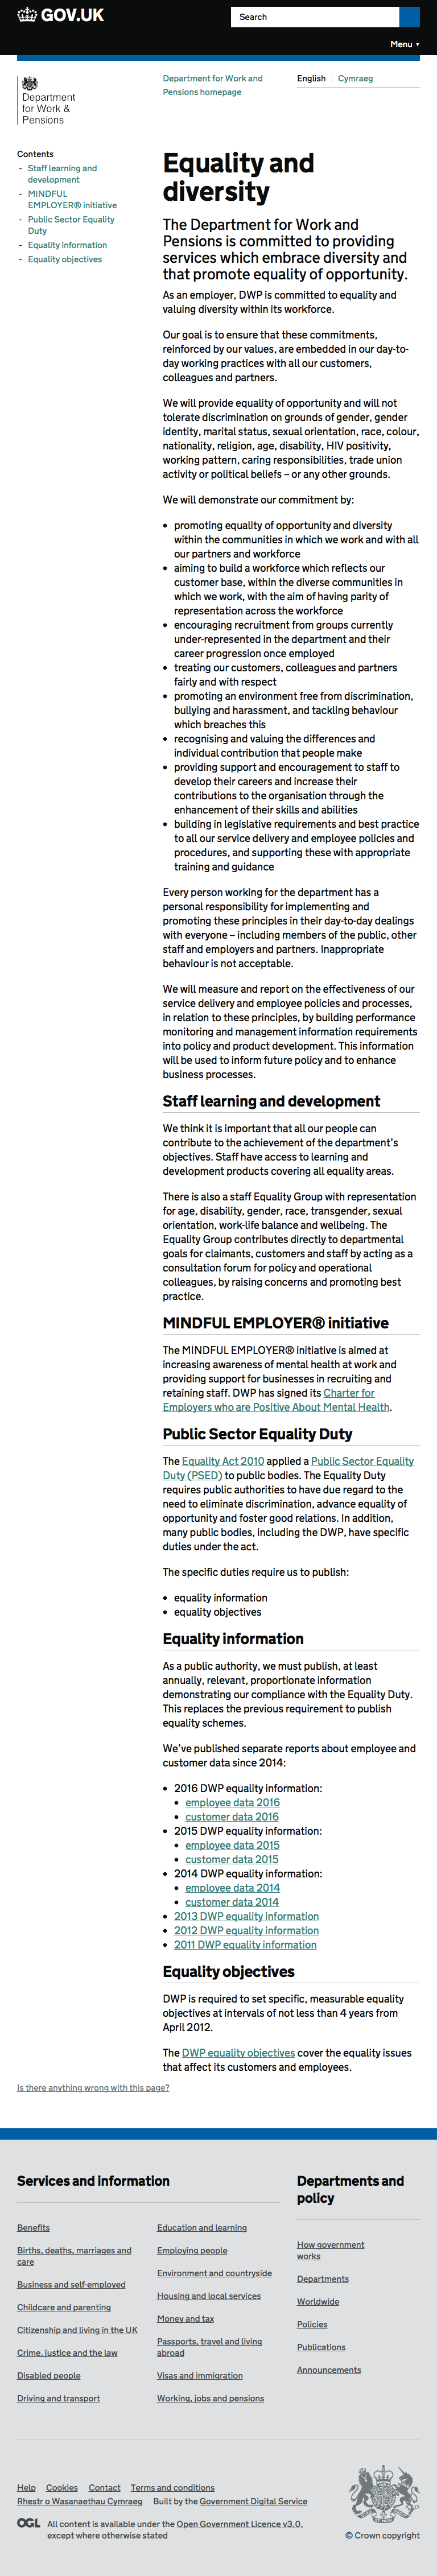 GOV.UK
Search
Menu ▼
Department
for Work &
Pensions
Department for Work and
Pensions homepage
English
Cymraeg
Contents
- Staff learning and
development
- MINDFUL
EMPLOYER® initiative
- Public Sector Equality
Duty
- Equality information
- Equality objectives
Equality and
diversity
The Department for Work and
Pensions is committed to providing
services which embrace diversity and
that promote equality of opportunity.
As an employer, DWP is committed to equality and
valuing diversity within its workforce.
Our goal is to ensure that these commitments,
reinforced by our values, are embedded in our day-to-
day working practices with all our customers,
colleagues and partners.
We will provide equality of opportunity and will not
tolerate discrimination on grounds of gender, gender
identity, marital status, sexual orientation, race, colour,
nationality, religion, age, disability, HIV positivity,
working pattern, caring responsibilities, trade union
activity or political beliefs – or any other grounds.
We will demonstrate our commitment by:
• promoting equality of opportunity and diversity
within the communities in which we work and with all
our partners and workforce
• aiming to build a workforce which reflects our
customer base, within the diverse communities in
which we work, with the aim of having parity of
representation across the workforce
• encouraging recruitment from groups currently
under-represented in the department and their
career progression once employed
• treating our customers, colleagues and partners
fairly and with respect
• promoting an environment free from discrimination,
bullying and harassment, and tackling behaviour
which breaches this
• recognising and valuing the differences and
individual contribution that people make
• providing support and encouragement to staff to
develop their careers and increase their
contributions to the organisation through the
enhancement of their skills and abilities
• building in legislative requirements and best practice
to all our service delivery and employee policies and
procedures, and supporting these with appropriate
training and guidance
Every person working for the department has a
personal responsibility for implementing and
promoting these principles in their day-to-day dealings
with everyone – including members of the public, other
staff and employers and partners. Inappropriate
behaviour is not acceptable.
We will measure and report on the effectiveness of our
service delivery and employee policies and processes,
in relation to these principles, by building performance
monitoring and management information requirements
into policy and product development. This information
will be used to inform future policy and to enhance
business processes.
Staff learning and development
We think it is important that all our people can
contribute to the achievement of the department's
objectives. Staff have access to learning and
development products covering all equality areas.
There is also a staff Equality Group with representation
for age, disability, gender, race, transgender, sexual
orientation, work-life balance and wellbeing. The
Equality Group contributes directly to departmental
goals for claimants, customers and staff by acting as a
consultation forum for policy and operational
colleagues, by raising concerns and promoting best
practice.
MINDFUL EMPLOYER® initiative
The MINDFUL EMPLOYER® initiative is aimed at
increasing awareness of mental health at work and
providing support for businesses in recruiting and
retaining staff. DWP has signed its Charter for
Employers who are Positive About Mental Health.
Public Sector Equality Duty
The Equality Act 2010 applied a Public Sector Equality
Duty (PSED) to public bodies. The Equality Duty
requires public authorities to have due regard to the
need to eliminate discrimination, advance equality of
opportunity and foster good relations. In addition,
many public bodies, including the DWP, have specific
duties under the act.
The specific duties require us to publish:
• equality information
• equality objectives
Equality information
As a public authority, we must publish, at least
annually, relevant, proportionate information
demonstrating our compliance with the Equality Duty.
This replaces the previous requirement to publish
equality schemes.
We've published separate reports about employee and
customer data since 2014:
• 2016 DWP equality information:
• employee data 2016
• customer data 2016
• 2015 DWP equality information:
• employee data 2015
• customer data 2015
• 2014 DWP equality information:
• employee data 2014
• customer data 2014
• 2013 DWP equality information
• 2012 DWP equality information
• 2011 DWP equality information
Equality objectives
DWP is required to set specific, measurable equality
objectives at intervals of not less than 4 years from
April 2012.
The DWP equality objectives cover the equality issues
that affect its customers and employees.
Is there anything wrong with this page?
Services and information
Benefits
Births, deaths, marriages and
care
Business and self-employed
Childcare and parenting
Citizenship and living in the UK
Crime, justice and the law
Disabled people
Driving and transport
Education and learning
Employing people
Environment and countryside
Housing and local services
Money and tax
Passports, travel and living
abroad
Visas and immigration
Working, jobs and pensions
Departments and
policy
How government
works
Departments
Worldwide
Policies
Publications
Announcements
Help Cookies Contact Terms and conditions
Rhestr o Wasanaethau Cymraeg Built by the Government Digital Service
OGL All content is available under the Open Government Licence v3.0,
except where otherwise stated
© Crown copyright